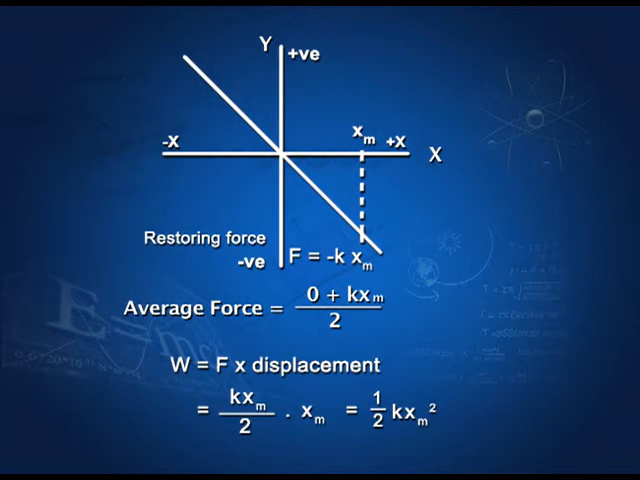 Y
+ve
-X
xₘ
+X
X
Restoring force
-ve
F = -k xₘ
Average Force = 0 + kxₘ / 2
W = F x displacement
= kxₘ / 2 . xₘ = 1/2 kxₘ²
E=m